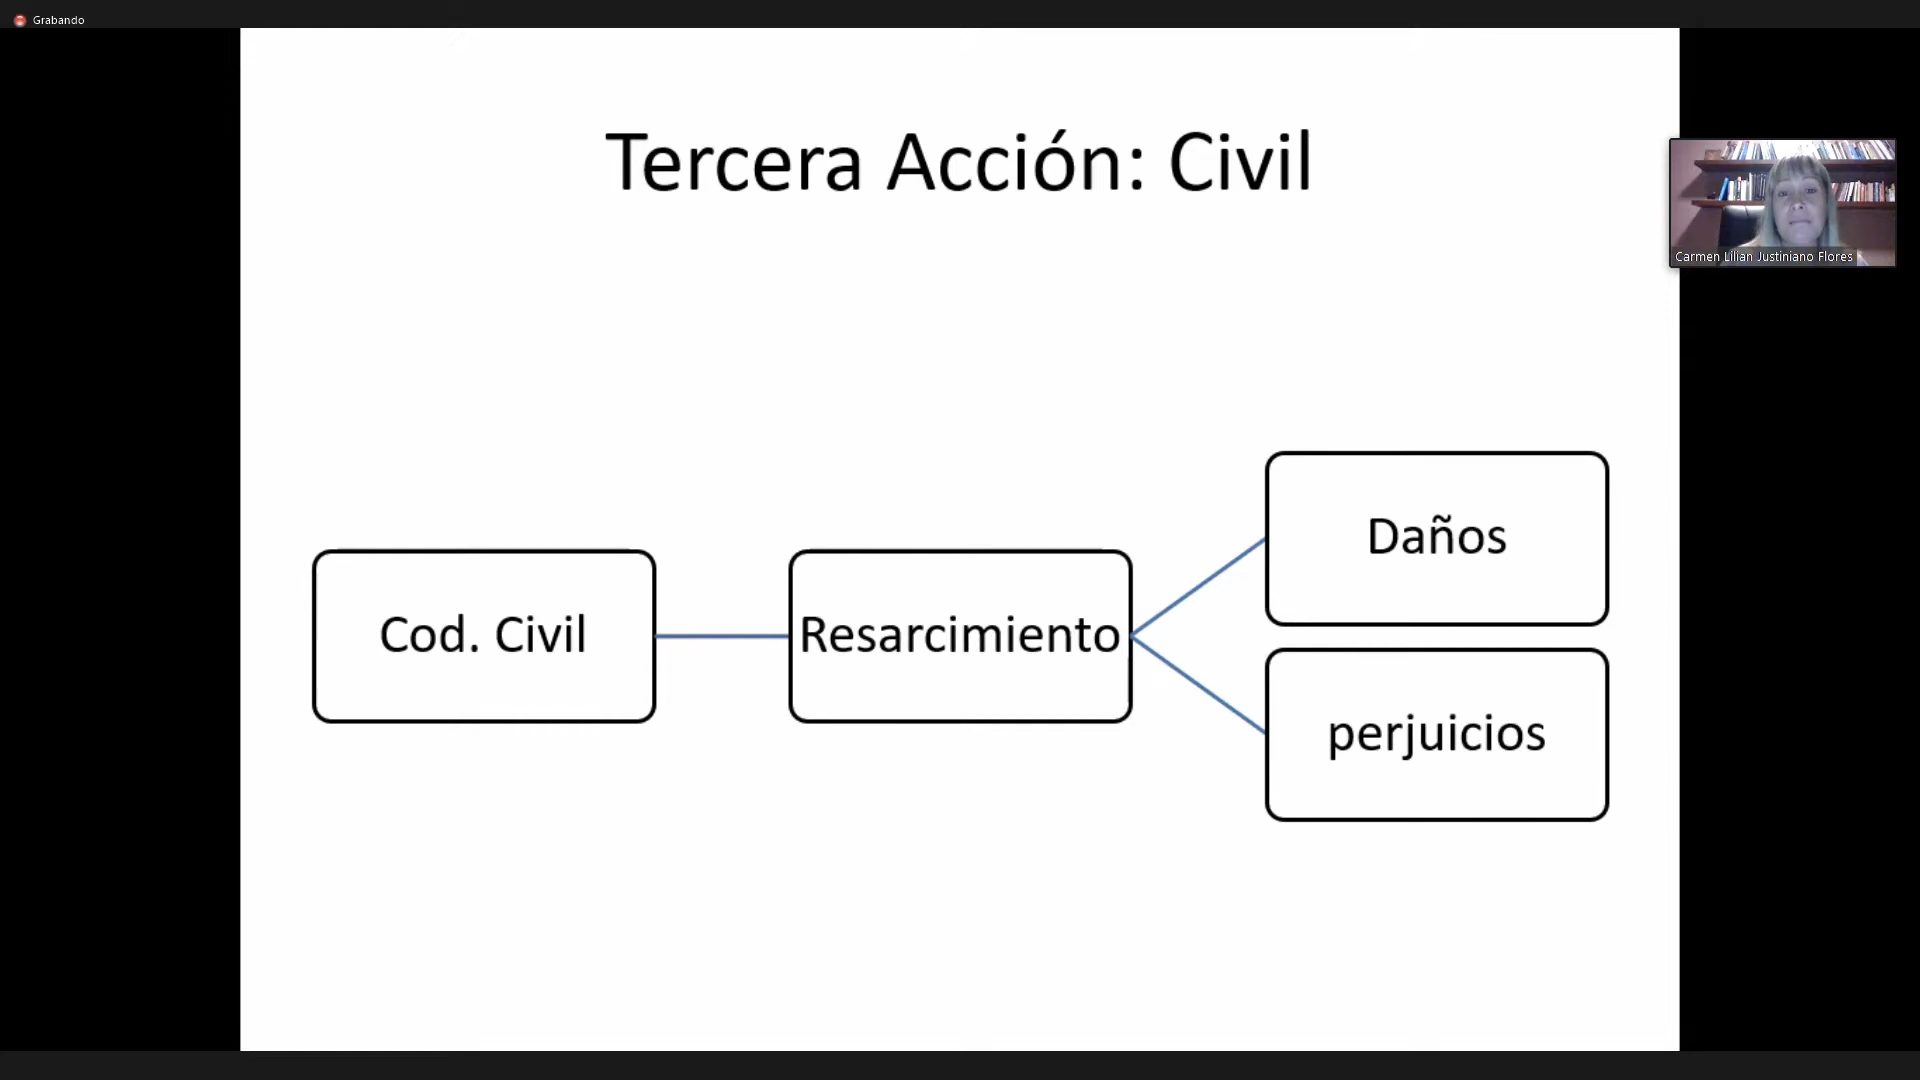 Grabando
Tercera Acción: Civil
Carmen Lilian Justiniano Flores
Cod. Civil
Resarcimiento
Daños
perjuicios